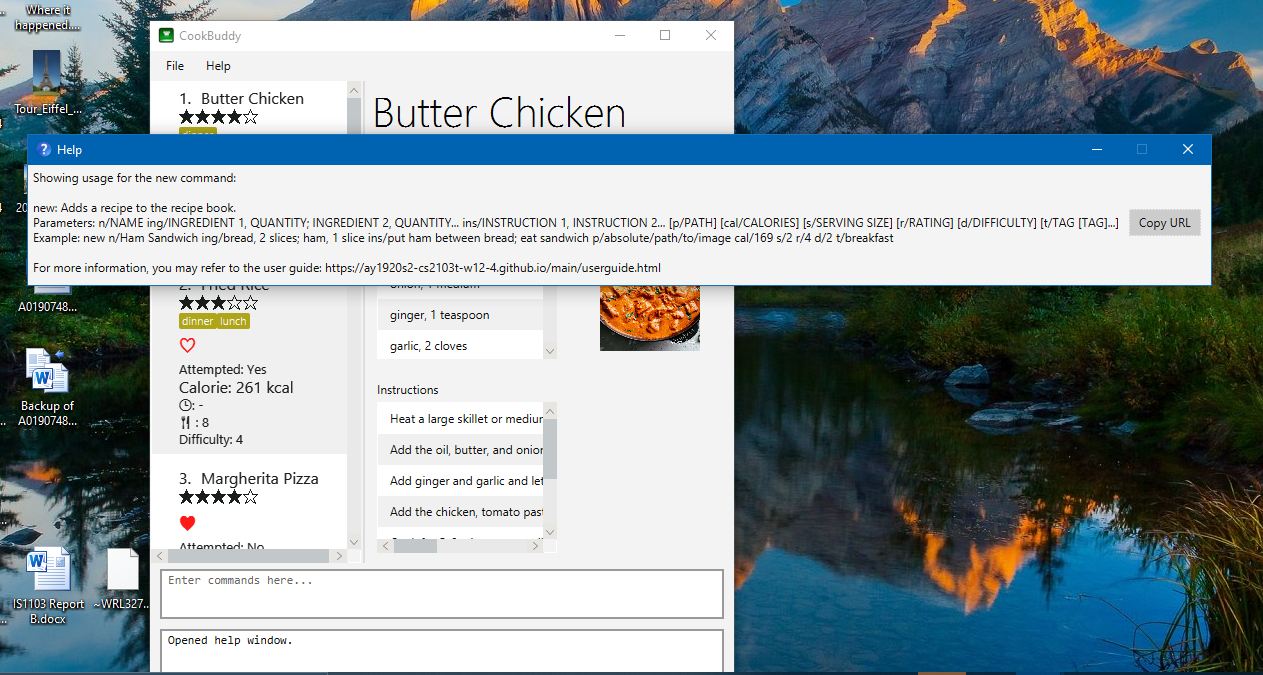 Where it
happened....
Tour_Eiffel_...
20
A0190748...
Backup of
A0190748...
IS1103 Report
B.docx
~WRL327...
CookBuddy
File Help
1. Butter Chicken
dinner
Butter Chicken
Help
Showing usage for the new command:
new: Adds a recipe to the recipe book.
Parameters: n/NAME ing/INGREDIENT 1, QUANTITY; INGREDIENT 2, QUANTITY... ins/INSTRUCTION 1, INSTRUCTION 2... [p/PATH] [cal/CALORIES] [s/SERVING SIZE] [r/RATING] [d/DIFFICULTY] [t/TAG [TAG]...]
Copy URL
Example: new n/Ham Sandwich ing/bread, 2 slices; ham, 1 slice ins/put ham between bread; eat sandwich p/absolute/path/to/image cal/169 s/2 r/4 d/2 t/breakfast
For more information, you may refer to the user guide: https://ay1920s2-cs2103t-w12-4.github.io/main/userguide.html
2. Fried Rice
dinner lunch
Attempted: Yes
Calorie: 261 kcal
: -
: 8
Difficulty: 4
3. Margherita Pizza
Attempted: No
onion, 1 medium
ginger, 1 teaspoon
garlic, 2 cloves
Instructions
Heat a large skillet or mediur
Add the oil, butter, and onior
Add ginger and garlic and let
Add the chicken, tomato past
Enter commands here...
Opened help window.